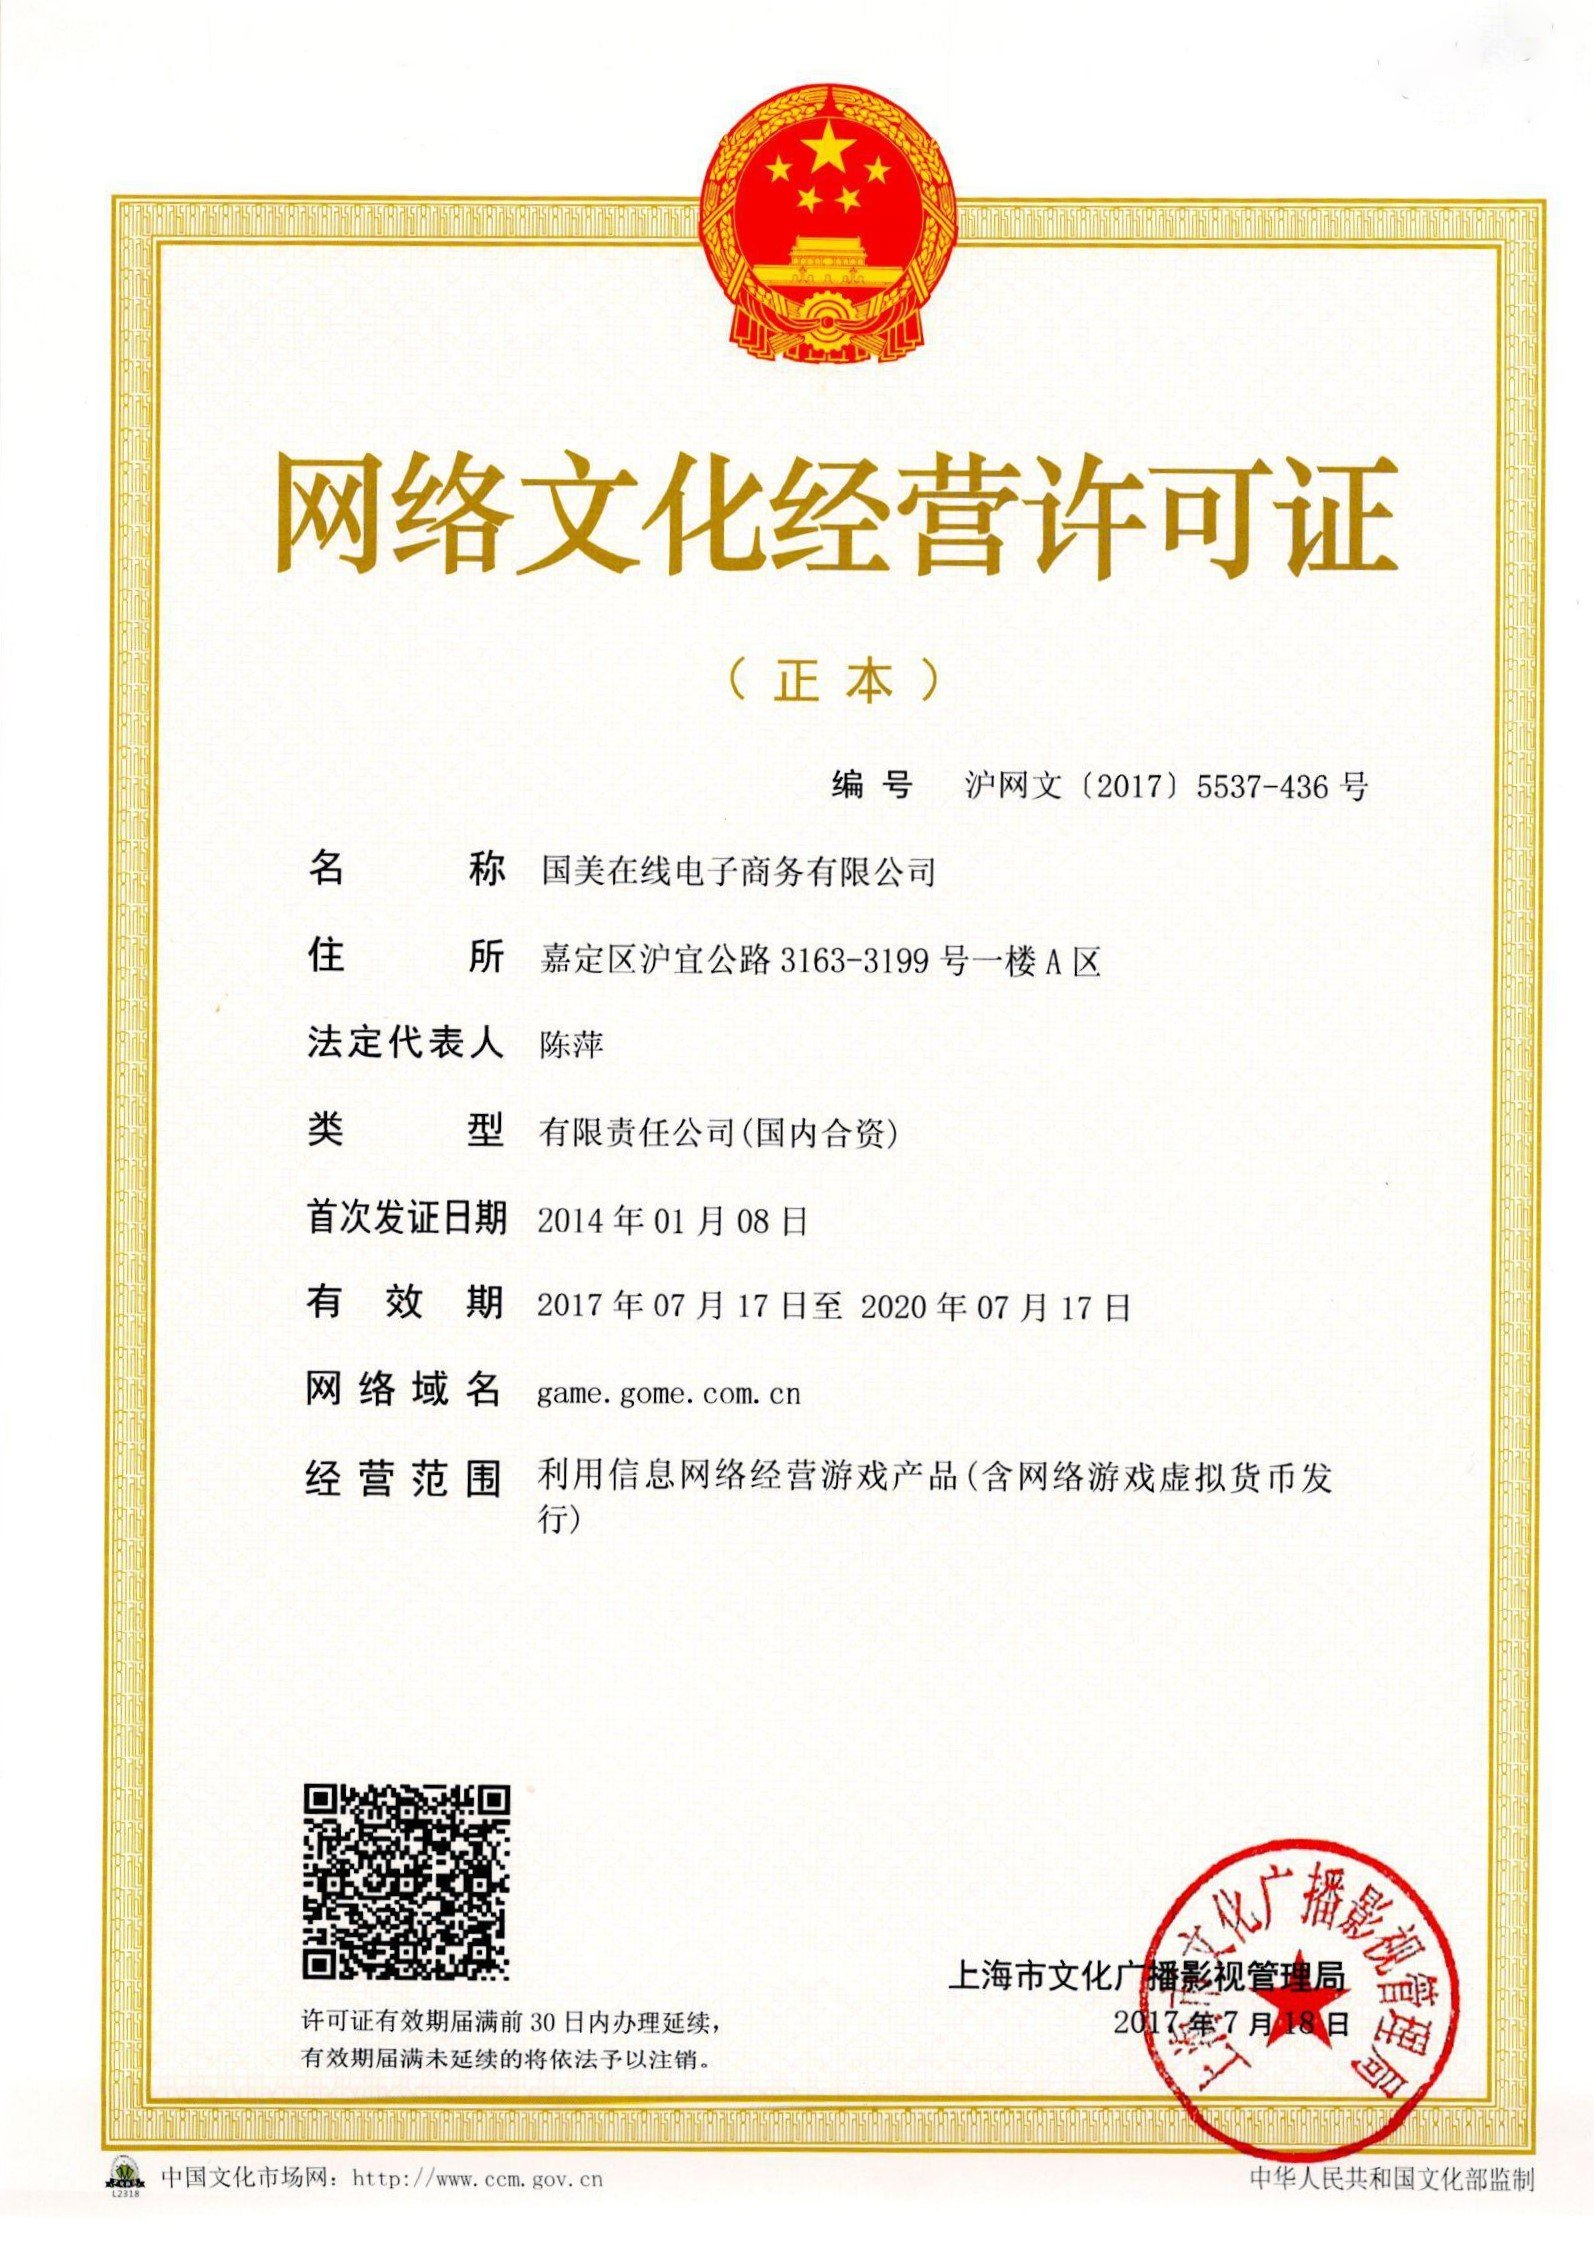 网络文化经营许可证
（正本）
编号 沪网文〔2017〕5537-436号
名称 国美在线电子商务有限公司
住所 嘉定区沪宜公路3163-3199号一楼A区
法定代表人 陈萍
类型 有限责任公司(国内合资)
首次发证日期 2014年01月08日
有效期 2017年07月17日至 2020年07月17日
网络域名 game.gome.com.cn
经营范围 利用信息网络经营游戏产品(含网络游戏虚拟货币发
行)
上海市文化广播影视管理局
上海市文化广播影视管理局
2017年7月18日
许可证有效期届满前30日内办理延续，
有效期届满未延续的将依法予以注销。
L2318
中国文化市场网：http://www.ccm.gov.cn
中华人民共和国文化部监制